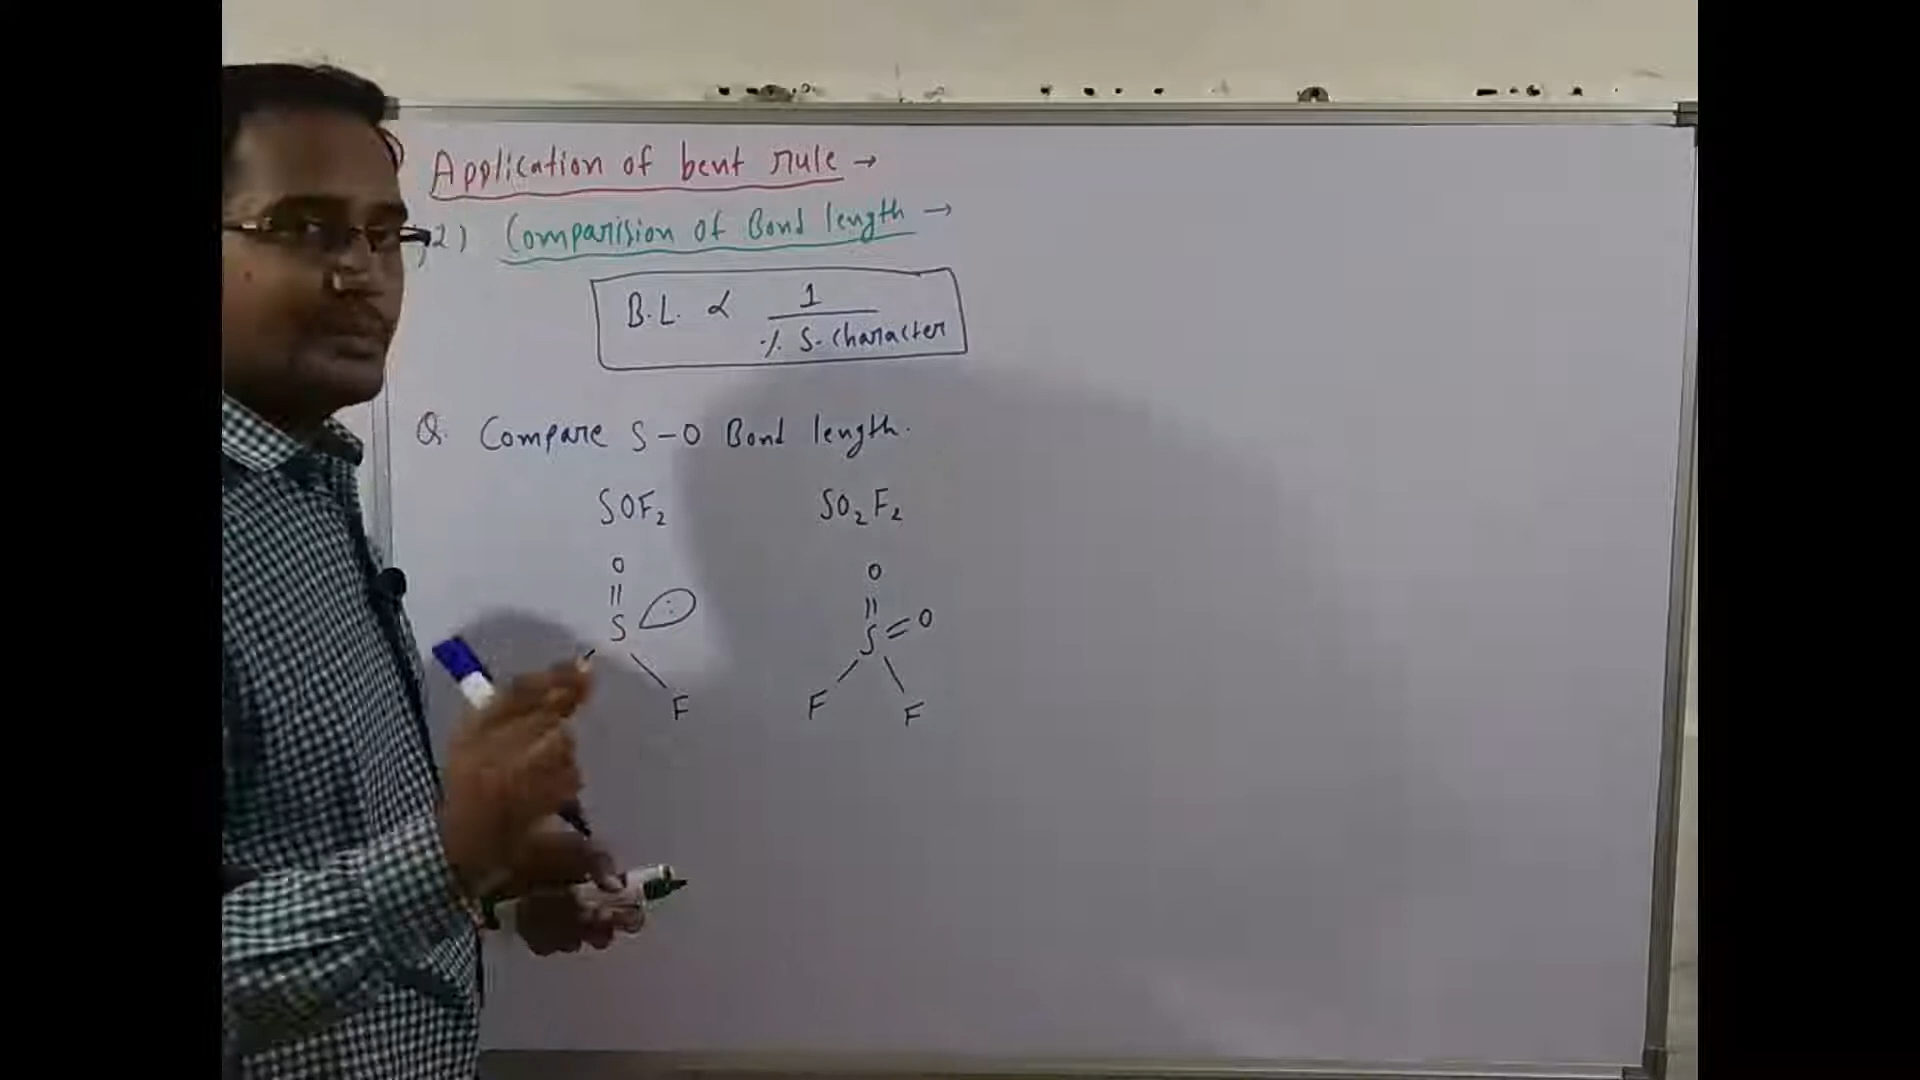 Application of bent rule →
2) Comparision of Bond length →
B.L. ∝ 1 / % S-character
Q. Compare S-O Bond length.
SOF₂ SO₂F₂
O O
S : S = O
F F F